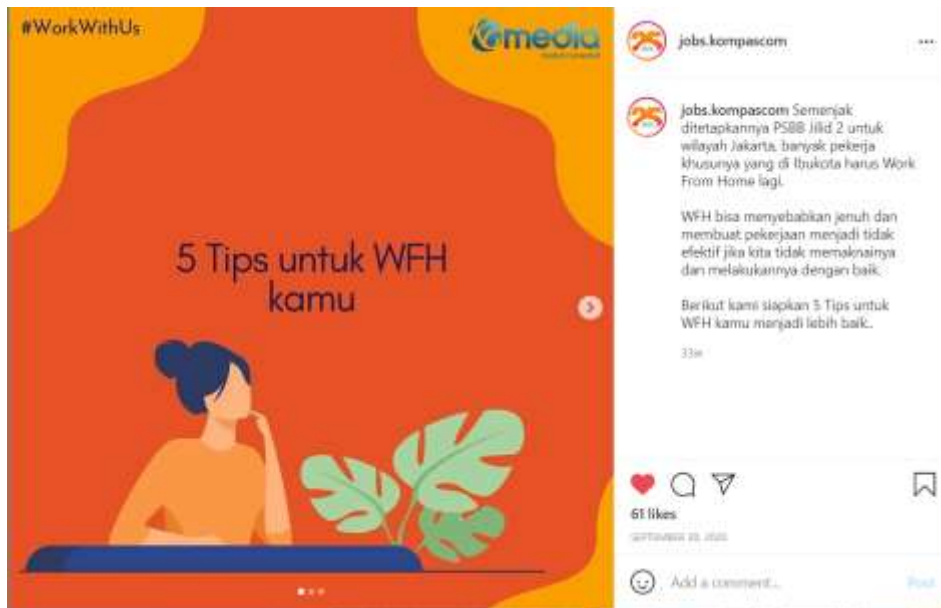 #WorkWithUs
media
5 Tips untuk WFH
kamu
jobs.kompascom
jobs.kompascom Semenjak
ditetapkannya PSBB Jilid 2 untuk
wilayah Jakarta, banyak pekerja
khusunya yang di Ibukota harus Work
From Home lagi.
WFH bisa menyebabkan jenuh dan
membuat pekerjaan menjadi tidak
efektif jika kita tidak memaknainya
dan melakukannya dengan baik.
Berikut kami siapkan 5 Tips untuk
WFH kamu menjadi lebih baik..
33w
61 likes
SEPTEMBER 2020
Add a comment...
Post